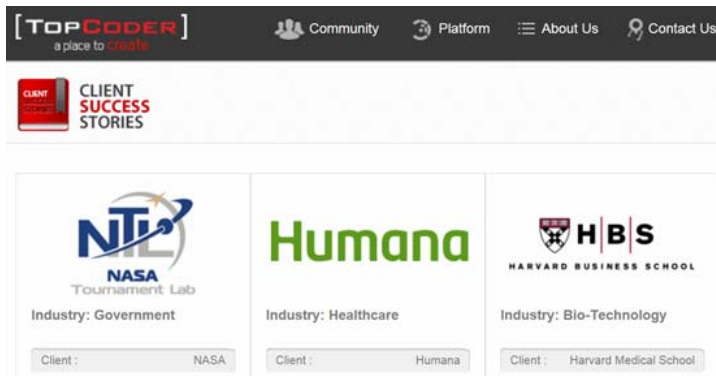 [TOPCODER]
a place to create
Community
Platform
About Us
Contact Us
CLIENT
CLIENT
SUCCESS
STORIES
NTL
NASA
Tournament Lab
Industry: Government
Client : NASA
Humana
Industry: Healthcare
Client : Humana
H|B|S
HARVARD BUSINESS SCHOOL
Industry: Bio-Technology
Client : Harvard Medical School